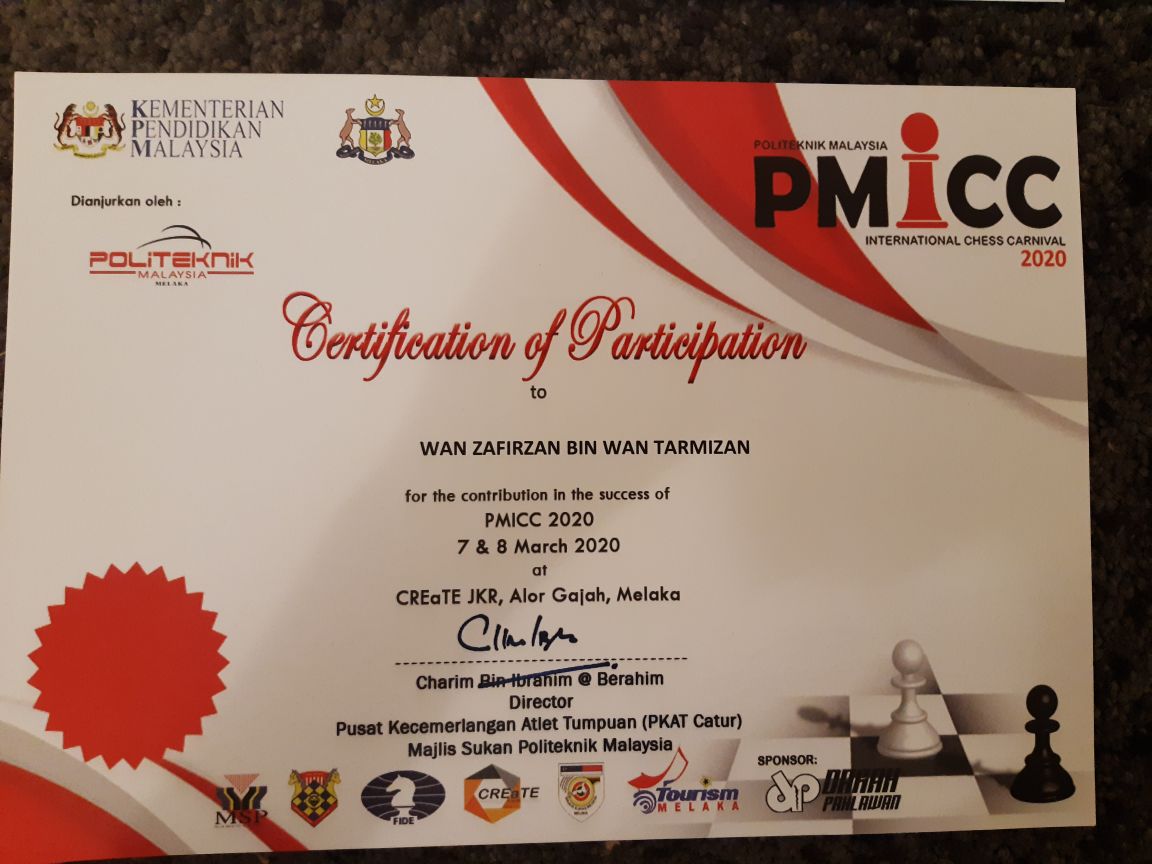 KEMENTERIAN
PENDIDIKAN
MALAYSIA
MELAKA
Dianjurkan oleh :
POLITEKNIK
MALAYSIA
MELAKA
POLITEKNIK MALAYSIA
PMICC
INTERNATIONAL CHESS CARNIVAL
2020
Certification of Participation
to
WAN ZAFIRZAN BIN WAN TARMIZAN
for the contribution in the success of
PMICC 2020
7 & 8 March 2020
at
CREaTE JKR, Alor Gajah, Melaka
Charim Bin Ibrahim @ Berahim
Director
Pusat Kecemerlangan Atlet Tumpuan (PKAT Catur)
Majlis Sukan Politeknik Malaysia
MSP
FIDE
CREaTE
Tourism
MELAKA
SPONSOR:
dp DARAH
PAHLAWAN